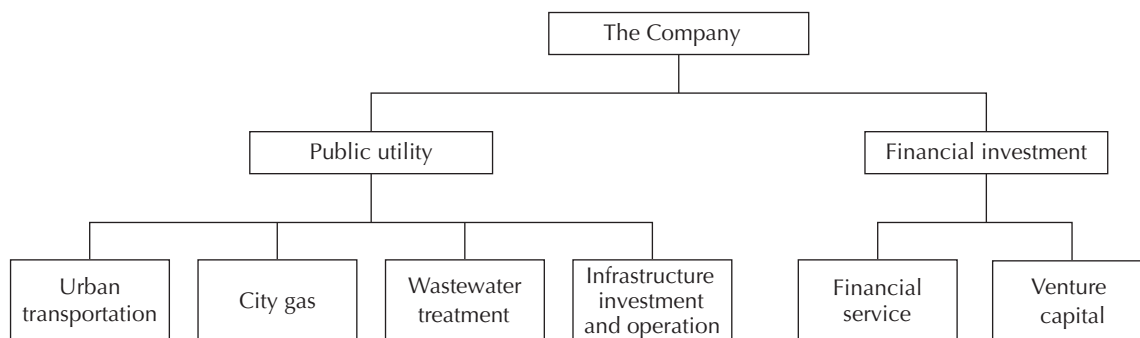 The Company
Public utility
Financial investment
Urban
transportation
City gas
Wastewater
treatment
Infrastructure
investment
and operation
Financial
service
Venture
capital